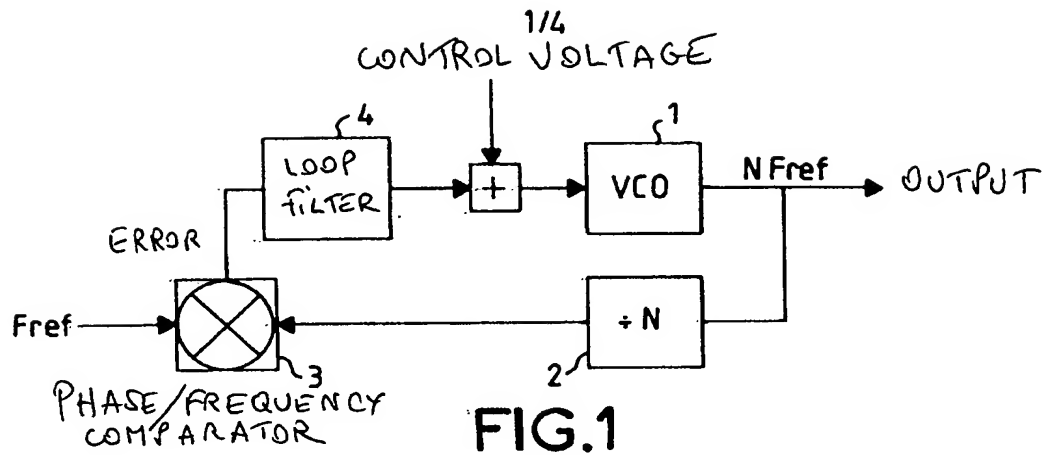 1/4
CONTROL VOLTAGE
4
1
LOOP
FILTER
+
VCO
N Fref
OUTPUT
ERROR
Fref
÷ N
3
2
PHASE/FREQUENCY
COMPARATOR
FIG.1